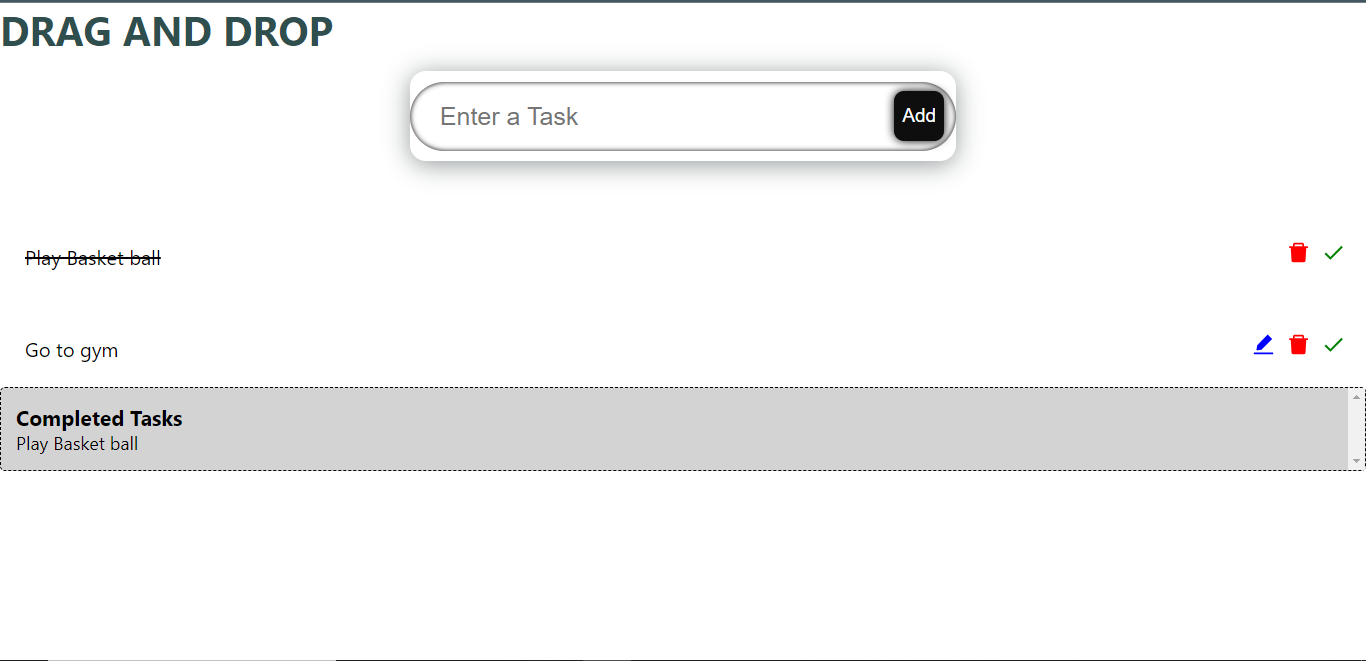 DRAG AND DROP
Enter a Task
Add
Play Basket ball
Go to gym
Completed Tasks
Play Basket ball